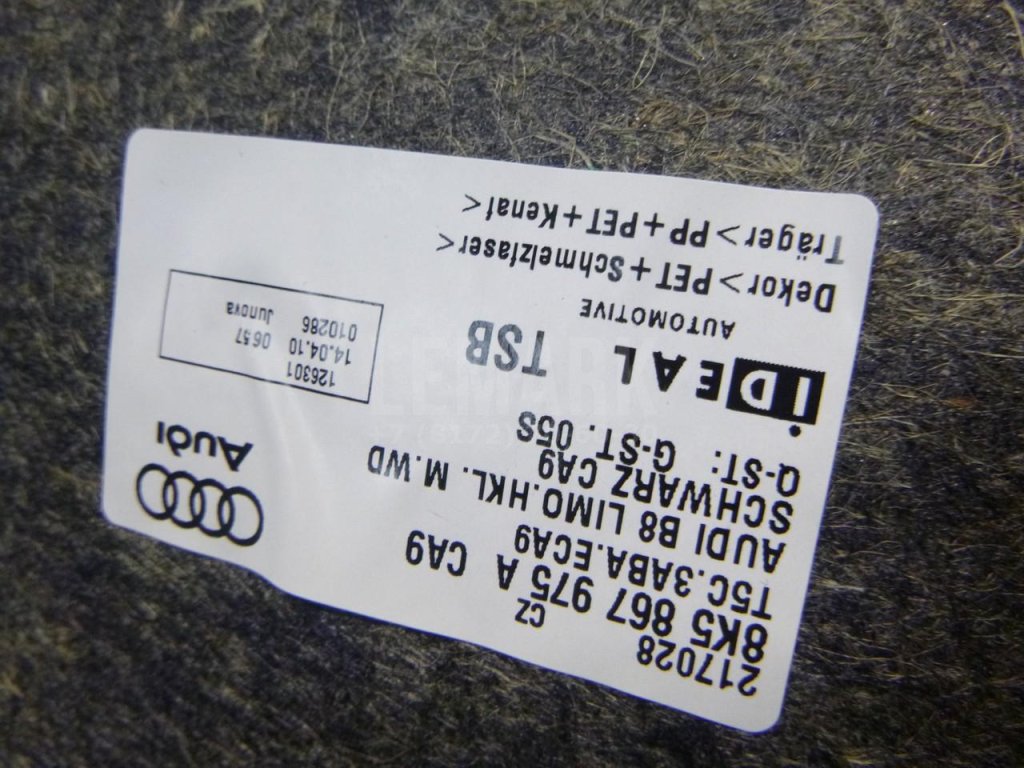 217028
CZ
8K5 867 975 A CA9
T5C.3ABA.ECA9
AUDI B8 LIMO.HKL. M.WD
SCHWARZ CA9
Q-ST: G-ST. 05S
Audi
126301
14.04.10 06:57
010286 Junova
iDEAL TSB
AUTOMOTIVE
Dekor>PET+Schmelzfaser<
Träger>PP+PET+Kenaf<
LEMARK